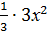 1/3 · 3x²